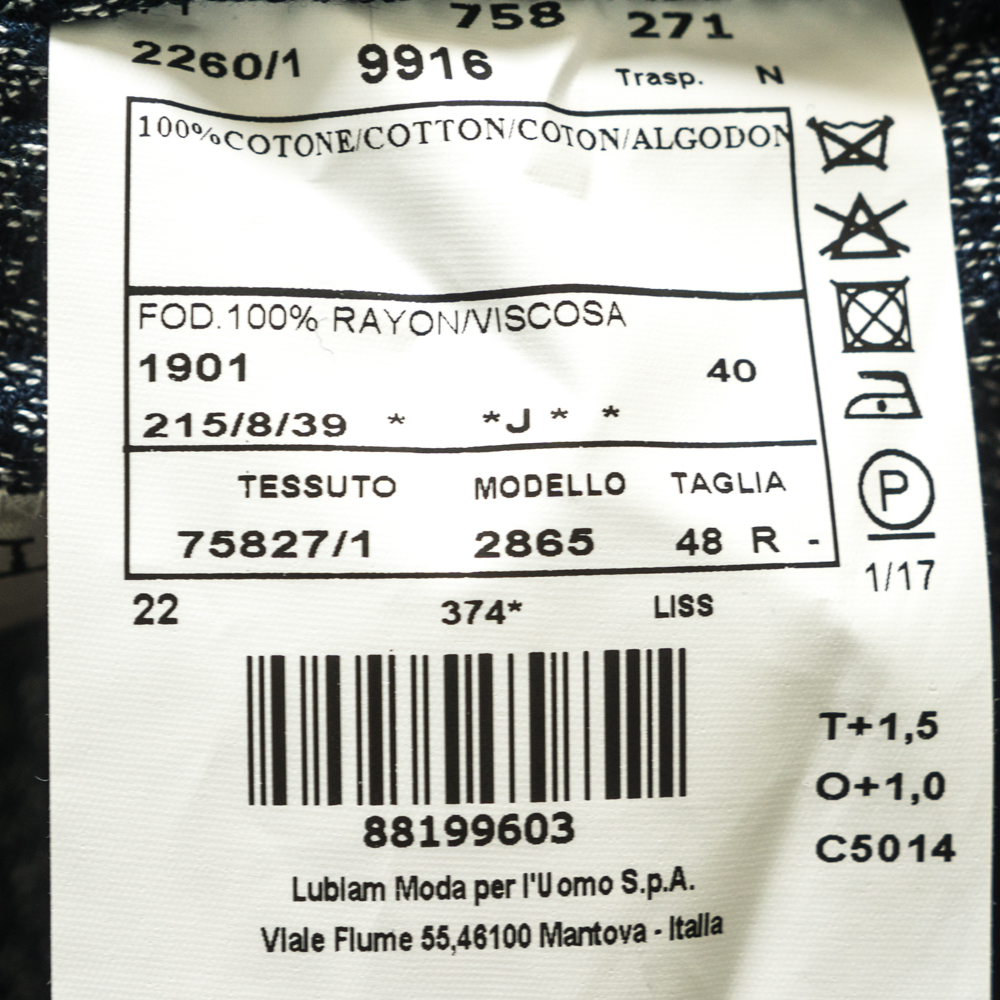 758 271
2260/1 9916 Trasp. N
100%COTONE/COTTON/COTON/ALGODON
FOD.100% RAYON/VISCOSA
1901 40
215/8/39 * *J * *
P
TESSUTO MODELLO TAGLIA
75827/1 2865 48 R -
1/17
22 374* LISS
T+1,5
O+1,0
88199603
C5014
Lubiam Moda per l'Uomo S.p.A.
Viale Fiume 55,46100 Mantova - Italia